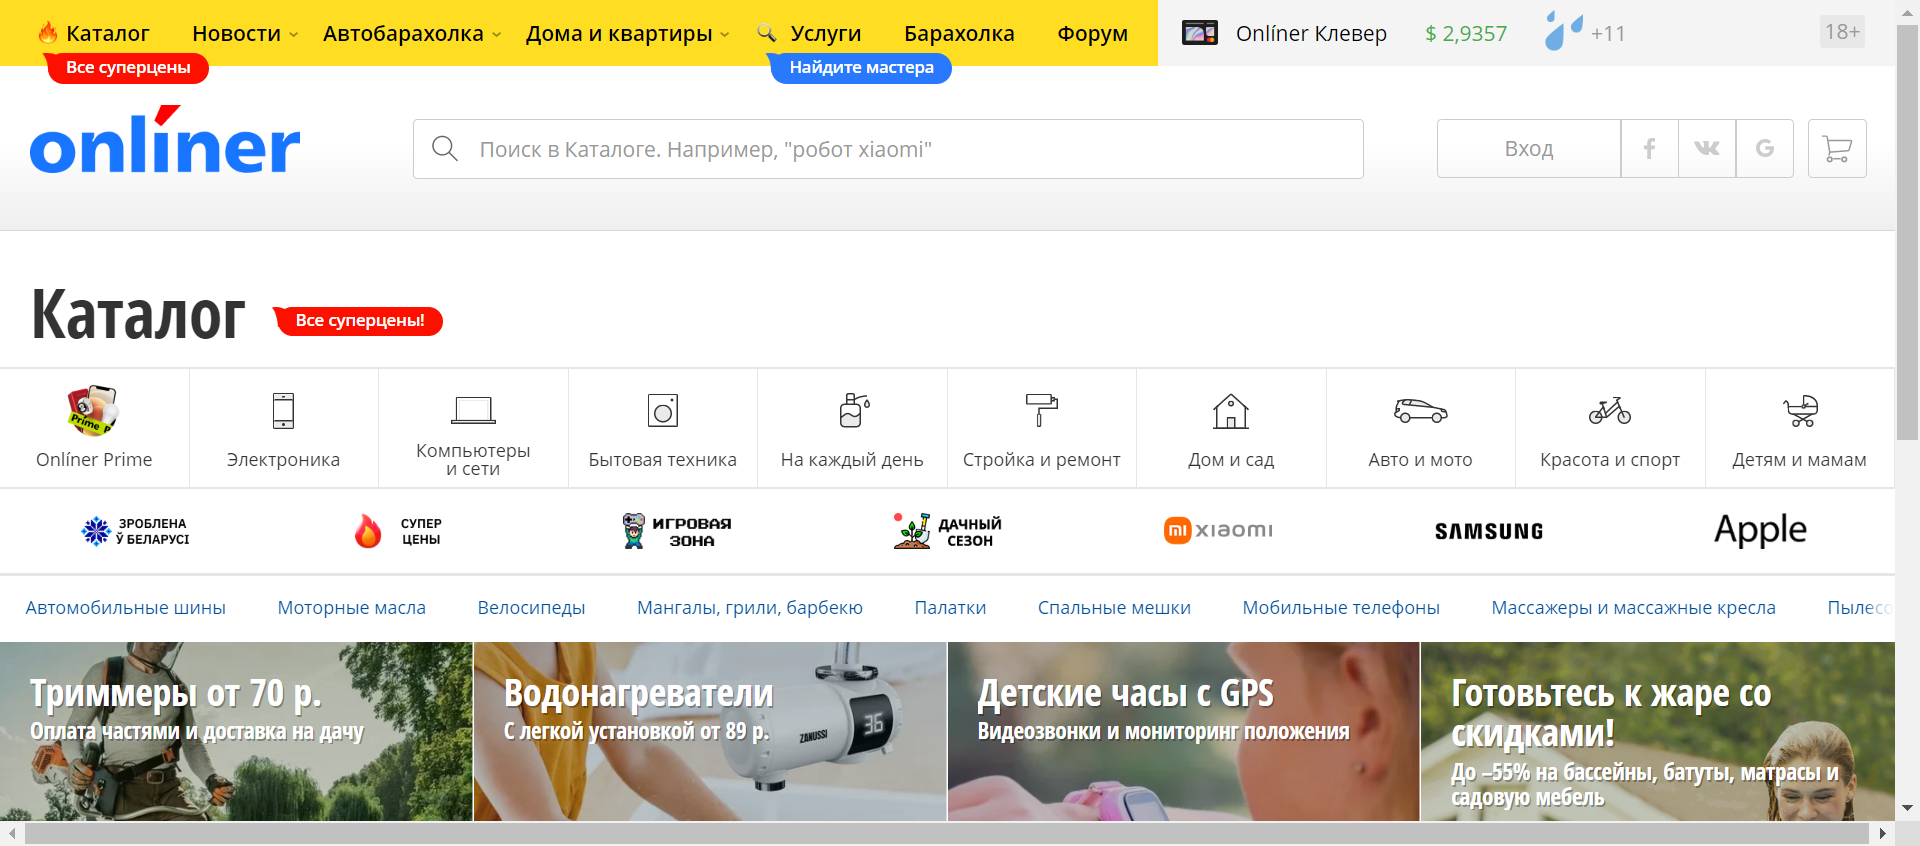 Каталог
Новости
Автобарахолка
Дома и квартиры
Услуги
Барахолка
Форум
Onlíner Клевер
$ 2,9357
+11
18+
Все суперцены
Найдите мастера
onlíner
Поиск в Каталоге. Например, "робот xiaomi"
Вход
Каталог
Все суперцены!
Onlíner Prime
Электроника
Компьютеры
и сети
Бытовая техника
На каждый день
Стройка и ремонт
Дом и сад
Авто и мото
Красота и спорт
Детям и мамам
ЗРОБЛЕНА
Ў БЕЛАРУСІ
СУПЕР
ЦЕНЫ
ИГРОВАЯ
ЗОНА
ДАЧНЫЙ
СЕЗОН
xiaomi
SAMSUNG
Apple
Автомобильные шины
Моторные масла
Велосипеды
Мангалы, грили, барбекю
Палатки
Спальные мешки
Мобильные телефоны
Массажеры и массажные кресла
Пылесо
Триммеры от 70 р.
Оплата частями и доставка на дачу
Водонагреватели
С легкой установкой от 89 р.
ZANUSSI
36
Детские часы с GPS
Видеозвонки и мониторинг положения
Готовьтесь к жаре со
скидками!
До –55% на бассейны, батуты, матрасы и
садовую мебель